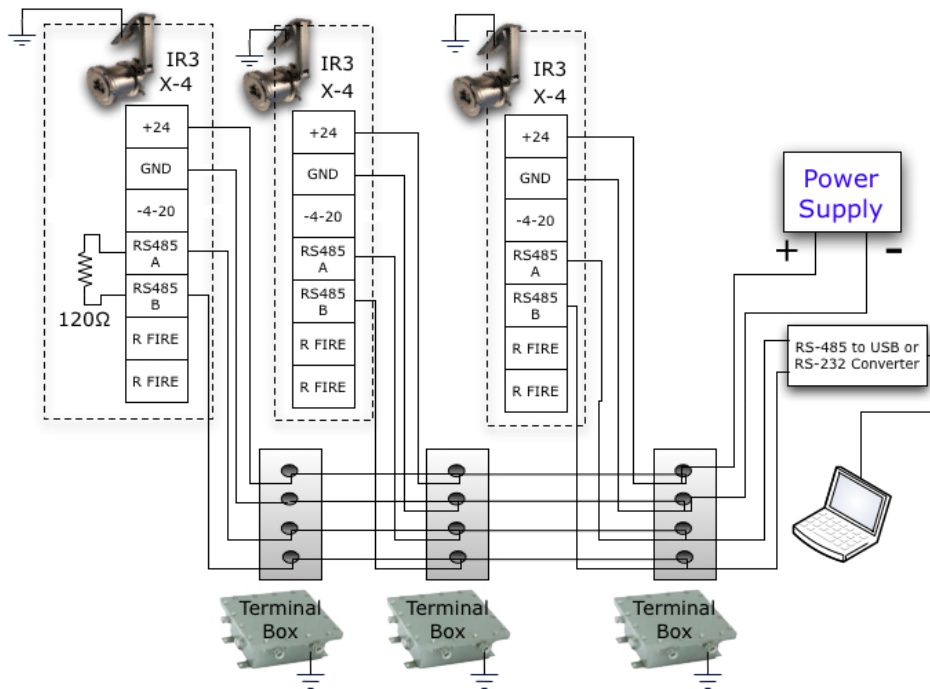 IR3
X-4
+24
GND
-4-20
RS485
A
RS485
B
R FIRE
R FIRE
120Ω
IR3
X-4
+24
GND
-4-20
RS485
A
RS485
B
R FIRE
R FIRE
IR3
X-4
+24
GND
-4-20
RS485
A
RS485
B
R FIRE
R FIRE
Power
Supply
+ -
RS-485 to USB or
RS-232 Converter
Terminal
Box
Terminal
Box
Terminal
Box